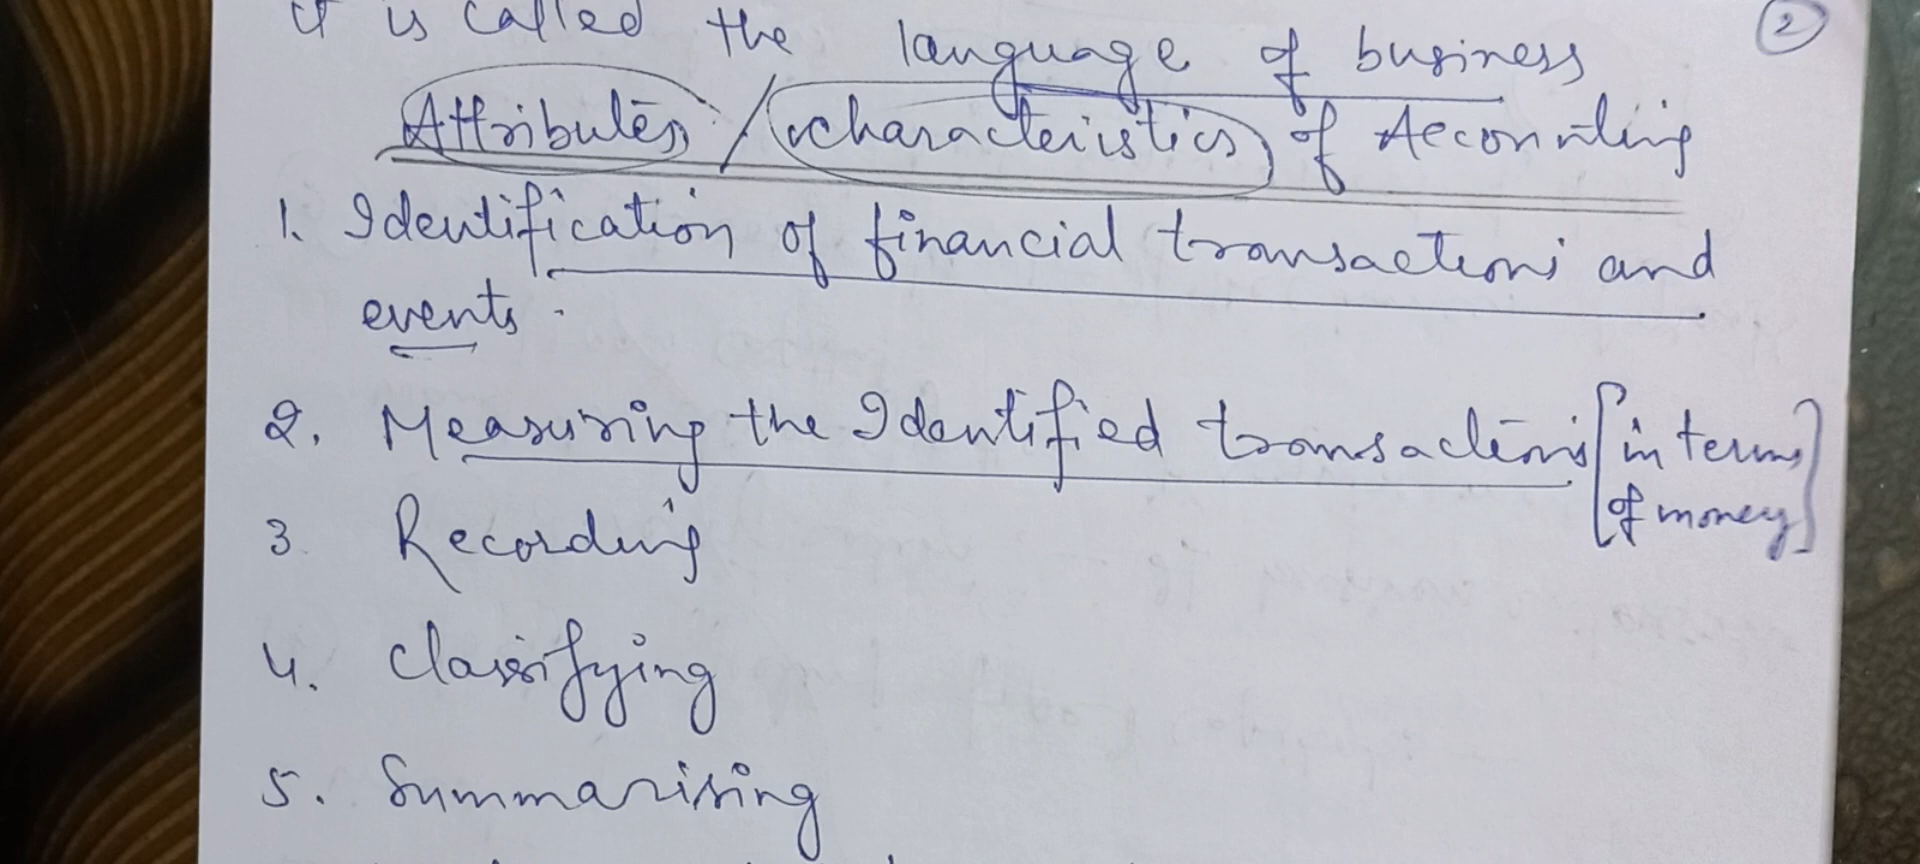 it is called the language of business
②
Attributes / characteristics of Accounting
1. Identification of financial transactions and
events.
2. Measuring the Identified transactions [in terms
of money]
3. Recording
4. Classifying
5. Summarising